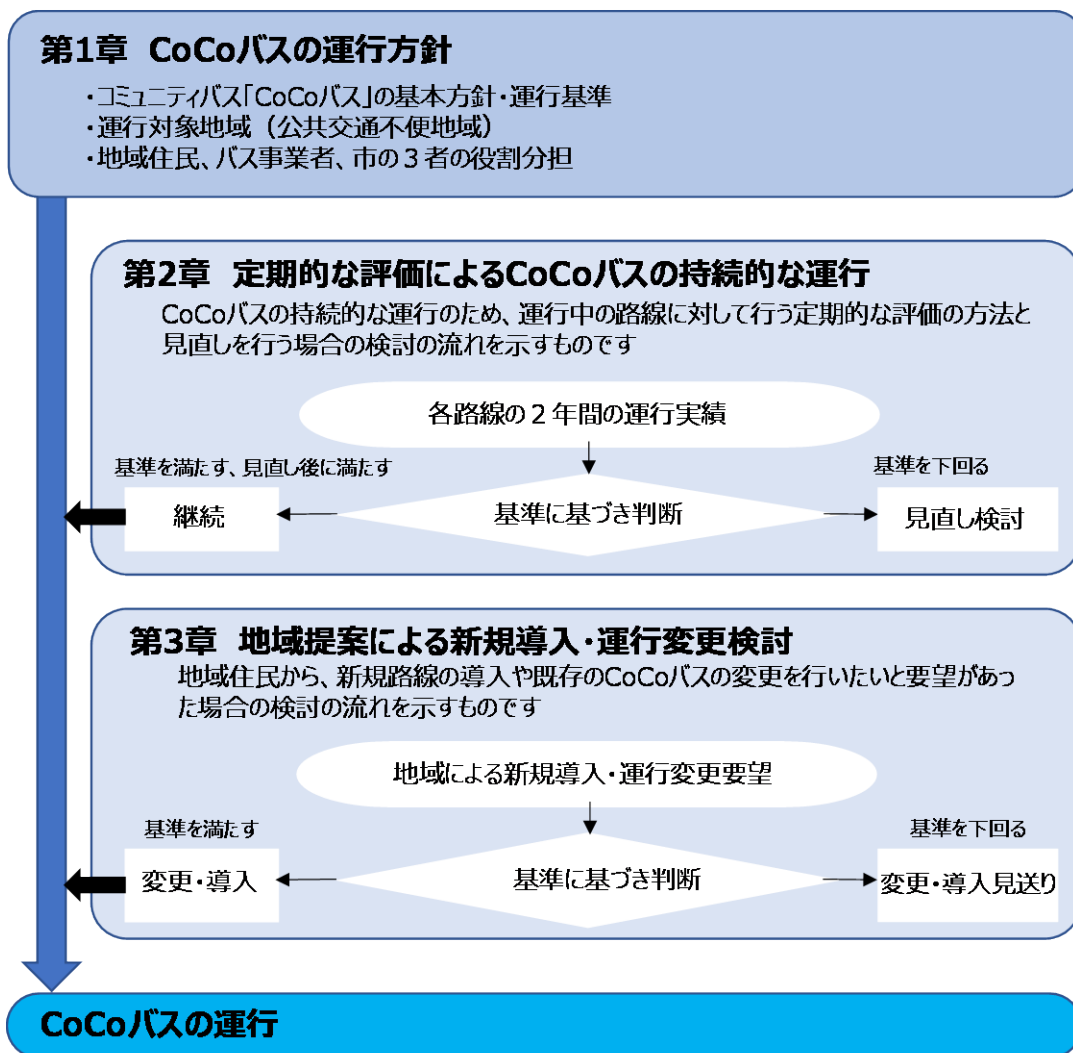 第1章 CoCoバスの運行方針
・コミュニティバス「CoCoバス」の基本方針・運行基準
・運行対象地域（公共交通不便地域）
・地域住民、バス事業者、市の３者の役割分担
第2章 定期的な評価によるCoCoバスの持続的な運行
CoCoバスの持続的な運行のため、運行中の路線に対して行う定期的な評価の方法と
見直しを行う場合の検討の流れを示すものです
各路線の２年間の運行実績
基準を満たす、見直し後に満たす
基準を下回る
継続
基準に基づき判断
見直し検討
第3章 地域提案による新規導入・運行変更検討
地域住民から、新規路線の導入や既存のCoCoバスの変更を行いたいと要望があっ
た場合の検討の流れを示すものです
地域による新規導入・運行変更要望
基準を満たす
基準を下回る
変更・導入
基準に基づき判断
変更・導入見送り
CoCoバスの運行